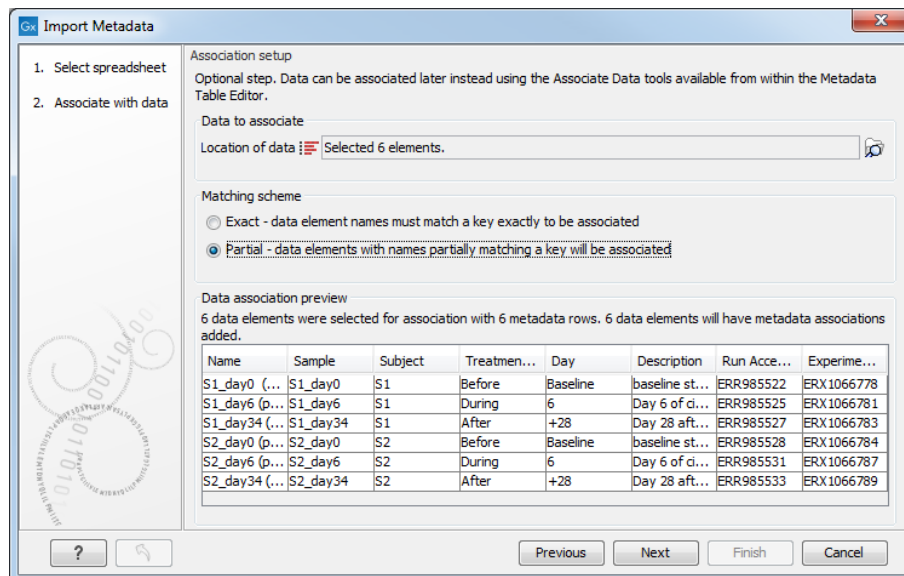 Gx Import Metadata
1. Select spreadsheet
2. Associate with data
Association setup
Optional step. Data can be associated later instead using the Associate Data tools available from within the Metadata
Table Editor.
Data to associate
Location of data Selected 6 elements.
Matching scheme
Exact - data element names must match a key exactly to be associated
Partial - data elements with names partially matching a key will be associated
Data association preview
6 data elements were selected for association with 6 metadata rows. 6 data elements will have metadata associations
added.
Name Sample Subject Treatmen... Day Description Run Acce... Experime...
S1_day0 (... S1_day0 S1 Before Baseline baseline st... ERR985522 ERX1066778
S1_day6 (p... S1_day6 S1 During 6 Day 6 of ci... ERR985525 ERX1066781
S1_day34 (... S1_day34 S1 After +28 Day 28 aft... ERR985527 ERX1066783
S2_day0 (p... S2_day0 S2 Before Baseline baseline st... ERR985528 ERX1066784
S2_day6 (p... S2_day6 S2 During 6 Day 6 of ci... ERR985531 ERX1066787
S2_day34 (... S2_day34 S2 After +28 Day 28 aft... ERR985533 ERX1066789
? Previous Next Finish Cancel